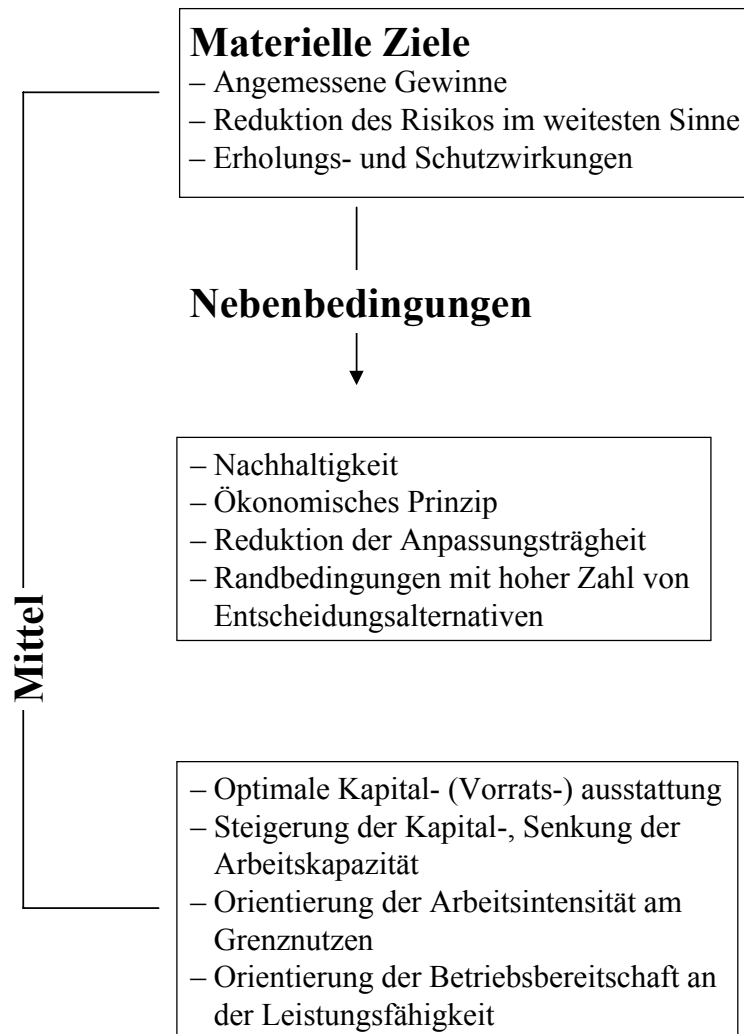 Materielle Ziele
– Angemessene Gewinne
– Reduktion des Risikos im weitesten Sinne
– Erholungs- und Schutzwirkungen
Nebenbedingungen
– Nachhaltigkeit
– Ökonomisches Prinzip
– Reduktion der Anpassungsträgheit
– Randbedingungen mit hoher Zahl von
Entscheidungsalternativen
Mittel
– Optimale Kapital- (Vorrats-) ausstattung
– Steigerung der Kapital-, Senkung der
Arbeitskapazität
– Orientierung der Arbeitsintensität am
Grenznutzen
– Orientierung der Betriebsbereitschaft an
der Leistungsfähigkeit